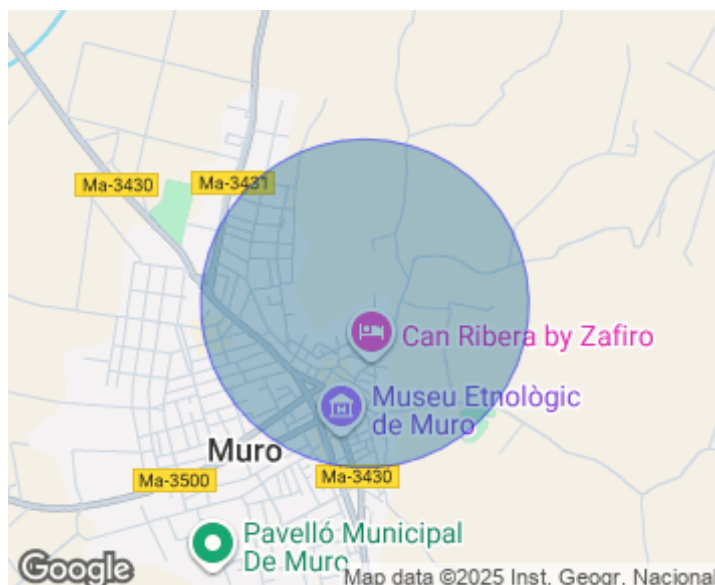 Ma-3430
Ma-3431
Can Ribera by Zafiro
Museu Etnològic
de Muro
Muro
Ma-3500
Ma-3430
Pavelló Municipal
De Muro
Google
Map data ©2025 Inst. Geogr. Nacional